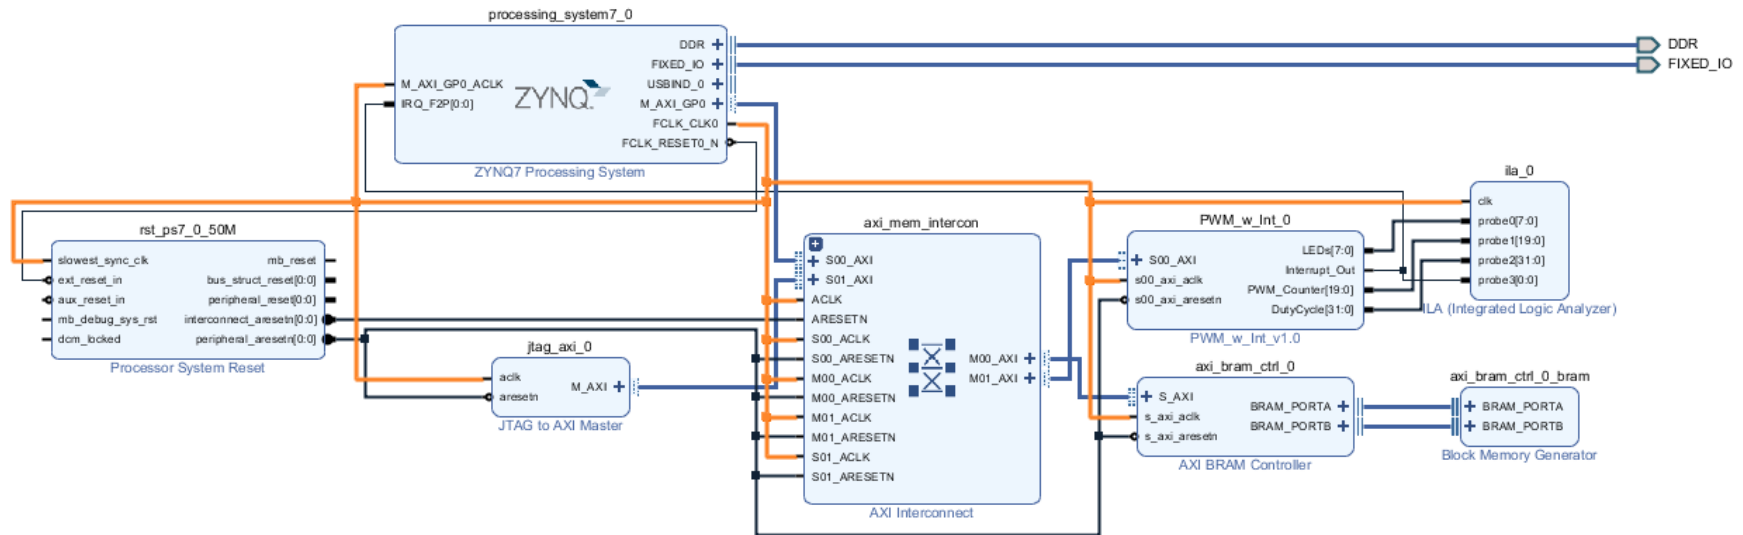 processing_system7_0
DDR
FIXED_IO
USBIND_0
M_AXI_GP0
FCLK_CLK0
FCLK_RESET0_N
M_AXI_GP0_ACLK
IRQ_F2P[0:0]
ZYNQ
ZYNQ7 Processing System
DDR
FIXED_IO
rst_ps7_0_50M
slowest_sync_clk
ext_reset_in
aux_reset_in
mb_debug_sys_rst
dcm_locked
mb_reset
bus_struct_reset[0:0]
peripheral_reset[0:0]
interconnect_aresetn[0:0]
peripheral_aresetn[0:0]
Processor System Reset
jtag_axi_0
aclk
aresetn
M_AXI
JTAG to AXI Master
axi_mem_intercon
S00_AXI
S01_AXI
ACLK
ARESETN
S00_ACLK
S00_ARESETN
M00_ACLK
M00_ARESETN
M01_ACLK
M01_ARESETN
S01_ACLK
S01_ARESETN
M00_AXI
M01_AXI
AXI Interconnect
PWM_w_Int_0
S00_AXI
s00_axi_aclk
s00_axi_aresetn
LEDs[7:0]
Interrupt_Out
PWM_Counter[19:0]
DutyCycle[31:0]
PWM_w_Int_v1.0
ila_0
clk
probe0[7:0]
probe1[19:0]
probe2[31:0]
probe3[0:0]
ILA (Integrated Logic Analyzer)
axi_bram_ctrl_0
S_AXI
s_axi_aclk
s_axi_aresetn
BRAM_PORTA
BRAM_PORTB
AXI BRAM Controller
axi_bram_ctrl_0_bram
BRAM_PORTA
BRAM_PORTB
Block Memory Generator